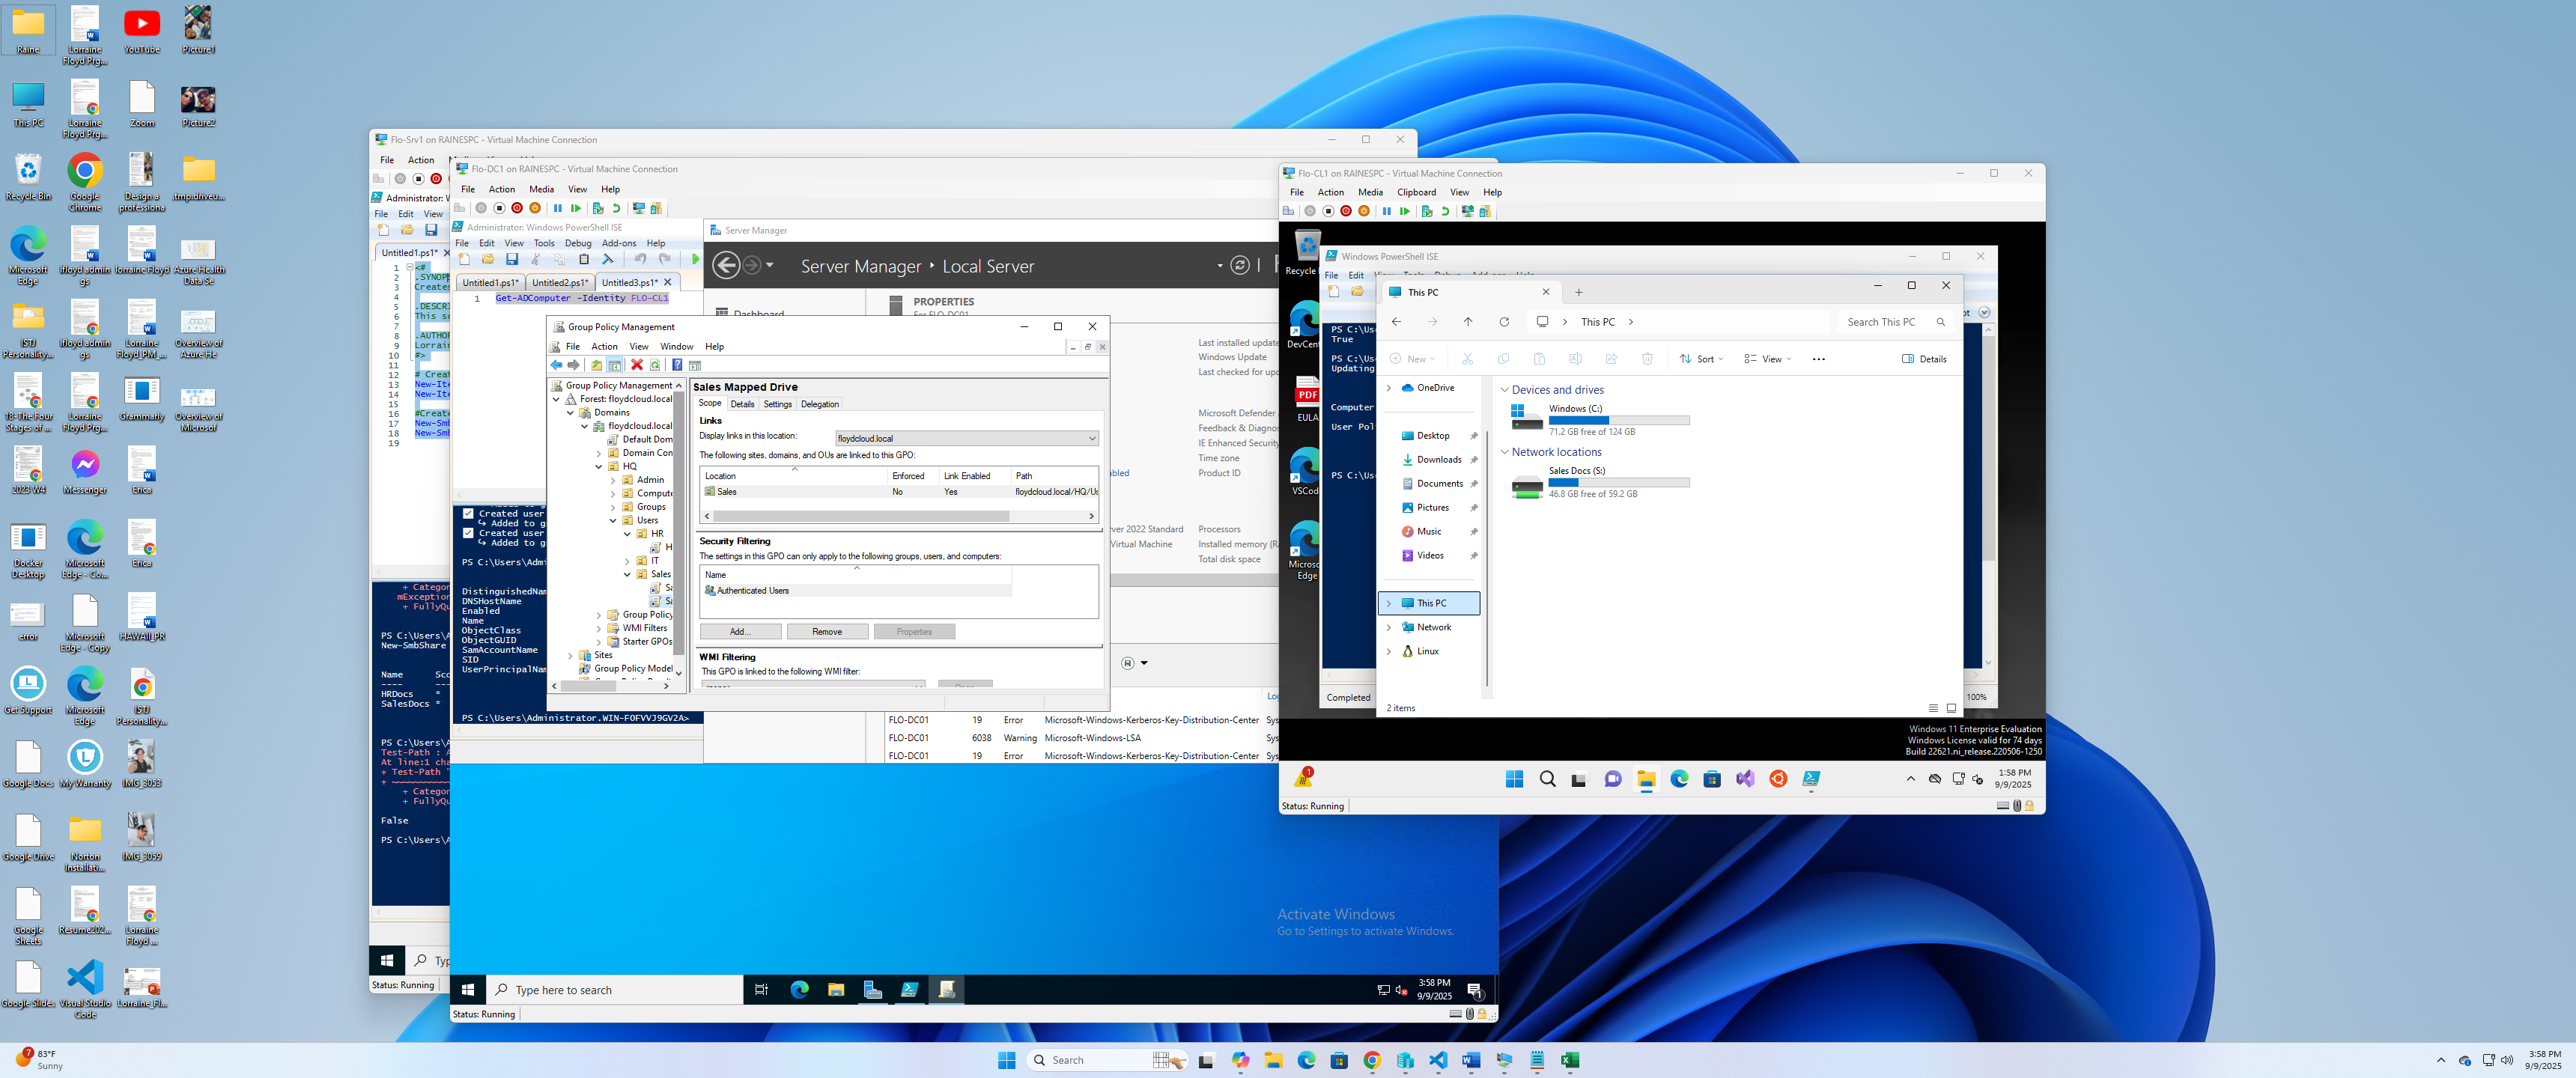 Raine
Lorraine Floyd Prg...
YouTube
Picture1
This PC
Lorraine Floyd Prg...
Zoom
Picture2
Recycle Bin
Google Chrome
Design a professiona
.tmp.driveu...
Microsoft Edge
lfloyd admin gs
lorraine Floyd
Azure Health Data Se
ISTJ Personality...
lfloyd admin gs
Lorraine Floyd_PM_...
Overview of Azure He
18-The Four Stages of ...
Lorraine Floyd Prg...
Grammarly
Overview of Microsof
2023 W4
Messenger
Erica
Docker Desktop
Microsoft Edge - Co...
Erica
error
Microsoft Edge - Copy
HAWAII_PR
Get Support
Microsoft Edge
ISTJ Personality...
Google Docs
My Warranty
IMG_3053
Google Drive
Norton Installati...
IMG_3059
Google Sheets
Resume202...
Lorraine Floyd ...
Google Slides
Visual Studio Code
Lorraine_Fl...
Flo-Srv1 on RAINESPC - Virtual Machine Connection
File Action
Administrator: W
File Edit View
Untitled1.ps1*
1 <#
2 .SYNOP
3 Creates
4
5 .DESCRI
6 This sc
7
8 .AUTHOR
9 Lorrain
10 #>
11
12 # Creat
13 New-Ite
14 New-Ite
15
16 #Create
17 New-Smb
18 New-Smb
19
+ Categor
mException
+ FullyQu
PS C:\Users\A
New-SmbShare
Name Sco
---- ---
HRDocs *
SalesDocs *
PS C:\Users\A
Test-Path : A
At line:1 cha
+ Test-Path "
+ ~~~~~~~~~
+ Categor
+ FullyQu
False
PS C:\Users\A
Typ
Status: Running
Flo-DC1 on RAINESPC - Virtual Machine Connection
File Action Media View Help
Administrator: Windows PowerShell ISE
File Edit View Tools Debug Add-ons Help
Untitled1.ps1* Untitled2.ps1* Untitled3.ps1*
1 Get-ADComputer -Identity FLO-CL1
Created user
↪ Added to g
Created user
↪ Added to g
PS C:\Users\Admi
DistinguishedNam
DNSHostName
Enabled
Name
ObjectClass
ObjectGUID
SamAccountName
SID
UserPrincipalNam
PS C:\Users\Administrator.WIN-FOFVVJ9GV2A>
Server Manager
Server Manager ‣ Local Server
Dashboard
PROPERTIES
For FLO-DC01
Last installed update
Windows Update
Last checked for upd
Microsoft Defender A
Feedback & Diagnos
IE Enhanced Security
Time zone
Product ID
abled
rver 2022 Standard
Virtual Machine
Processors
Installed memory (RA
Total disk space
Log
FLO-DC01 19 Error Microsoft-Windows-Kerberos-Key-Distribution-Center Sys
FLO-DC01 6038 Warning Microsoft-Windows-LSA Sys
FLO-DC01 19 Error Microsoft-Windows-Kerberos-Key-Distribution-Center Sys
Group Policy Management
File Action View Window Help
Group Policy Management
Forest: floydcloud.local
Domains
floydcloud.local
Default Dom
Domain Con
HQ
Admin
Compute
Groups
Users
HR
H
IT
Sales
Sa
Sa
Group Policy
WMI Filters
Starter GPOs
Sites
Group Policy Model
Sales Mapped Drive
Scope Details Settings Delegation
Links
Display links in this location: floydcloud.local
The following sites, domains, and OUs are linked to this GPO:
Location Enforced Link Enabled Path
Sales No Yes floydcloud.local/HQ/Us
Security Filtering
The settings in this GPO can only apply to the following groups, users, and computers:
Name
Authenticated Users
Add... Remove Properties
WMI Filtering
This GPO is linked to the following WMI filter:
Activate Windows
Go to Settings to activate Windows.
Type here to search
3:58 PM
9/9/2025
1
Status: Running
Flo-CL1 on RAINESPC - Virtual Machine Connection
File Action Media Clipboard View Help
Recycle
DevCent
EULA
VSCod
Microso
Edge
Windows PowerShell ISE
File Edit
PS C:\Use
True
PS C:\Use
Updating
Computer
User Poli
PS C:\Use
Completed
100%
This PC
This PC
Search This PC
New Sort View Details
OneDrive
Desktop
Downloads
Documents
Pictures
Music
Videos
This PC
Network
Linux
Devices and drives
Windows (C:)
71.2 GB free of 124 GB
Network locations
Sales Docs (S:)
46.8 GB free of 59.2 GB
2 items
Windows 11 Enterprise Evaluation
Windows License valid for 74 days
Build 22621.ni_release.220506-1250
1
1:58 PM
9/9/2025
Status: Running
7
83°F
Sunny
Search
3:58 PM
9/9/2025